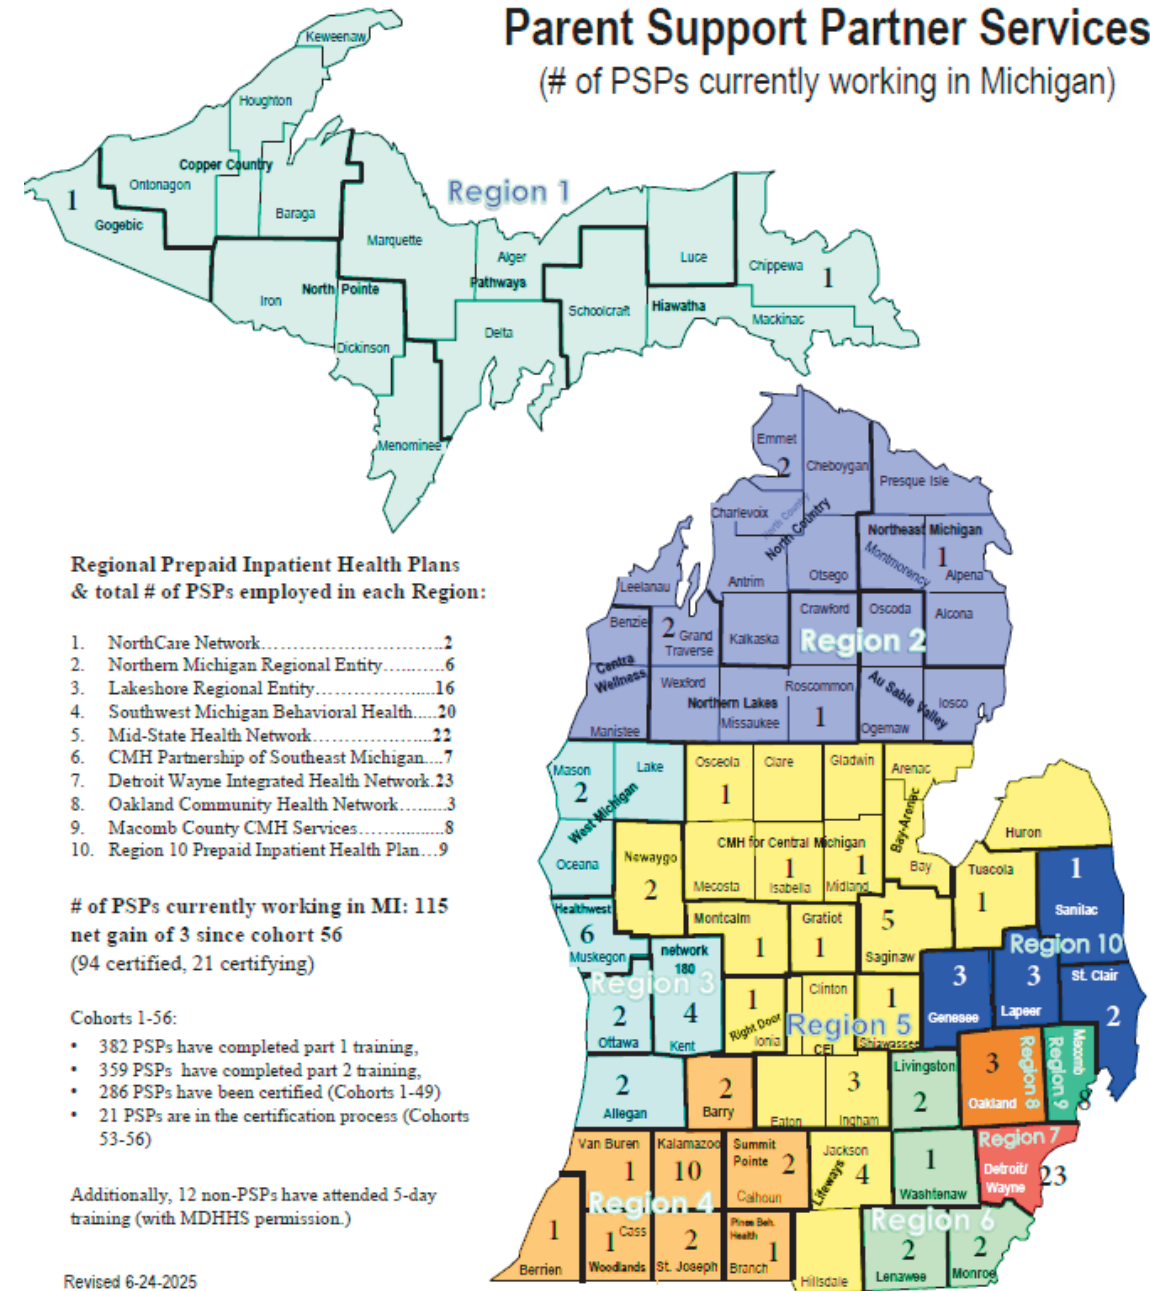 Parent Support Partner Services
(# of PSPs currently working in Michigan)
Keweenaw
Houghton
Copper Country
Ontonagon
1
Gogebic
Baraga
Region 1
Marquette
Alger
Luce
Chippewa
1
Iron
North Pointe
Pathways
Schoolcraft
Hiawatha
Mackinac
Dickinson
Delta
Menominee
Emmet
2
Cheboygan
Presque Isle
Charlevoix
North Country
North Country
Northeast Michigan
Montmorency
1
Alpena
Leelanau
Antrim
Otsego
Benzie
2
Grand
Traverse
Kalkaska
Crawford
Oscoda
Alcona
Region 2
Centra
Wellness
Wexford
Northern Lakes
Missaukee
Roscommon
1
Au Sable Valley
Ogemaw
Iosco
Manistee
Regional Prepaid Inpatient Health Plans
& total # of PSPs employed in each Region:
1. NorthCare Network..............................2
2. Northern Michigan Regional Entity...........6
3. Lakeshore Regional Entity.....................16
4. Southwest Michigan Behavioral Health.....20
5. Mid-State Health Network.....................22
6. CMH Partnership of Southeast Michigan....7
7. Detroit Wayne Integrated Health Network.23
8. Oakland Community Health Network.........3
9. Macomb County CMH Services................8
10. Region 10 Prepaid Inpatient Health Plan...9
# of PSPs currently working in MI: 115
net gain of 3 since cohort 56
(94 certified, 21 certifying)
Cohorts 1-56:
• 382 PSPs have completed part 1 training,
• 359 PSPs have completed part 2 training,
• 286 PSPs have been certified (Cohorts 1-49)
• 21 PSPs are in the certification process (Cohorts
53-56)
Additionally, 12 non-PSPs have attended 5-day
training (with MDHHS permission.)
Revised 6-24-2025
Mason
2
Lake
West Michigan
Oceana
Osceola
1
Clare
Gladwin
Arenac
Bay-Arenac
Bay
Huron
Newaygo
2
CMH for Central Michigan
Mecosta
1
Isabella
1
Midland
Tuscola
1
1
Sanilac
Healthwest
6
Muskegon
Montcalm
1
Gratiot
1
5
Saginaw
Region 10
network
180
4
Kent
Region 3
2
Ottawa
1
Right Door
Ionia
Clinton
Region 5
CEI
1
Shiawassee
3
Genesee
3
Lapeer
St. Clair
2
2
Allegan
2
Barry
Eaton
3
Ingham
Livingston
2
3
Oakland
Region 8
Macomb
Region 9
8
Van Buren
1
Kalamazoo
10
Summit
Pointe
2
Calhoun
Jackson
Lifeways
4
1
Washtenaw
Region 7
Detroit/
Wayne
23
Region 4
Region 6
1
Berrien
1
Cass
Woodlands
2
St. Joseph
Pines Beh.
Health
1
Branch
Hillsdale
2
Lenawee
2
Monroe